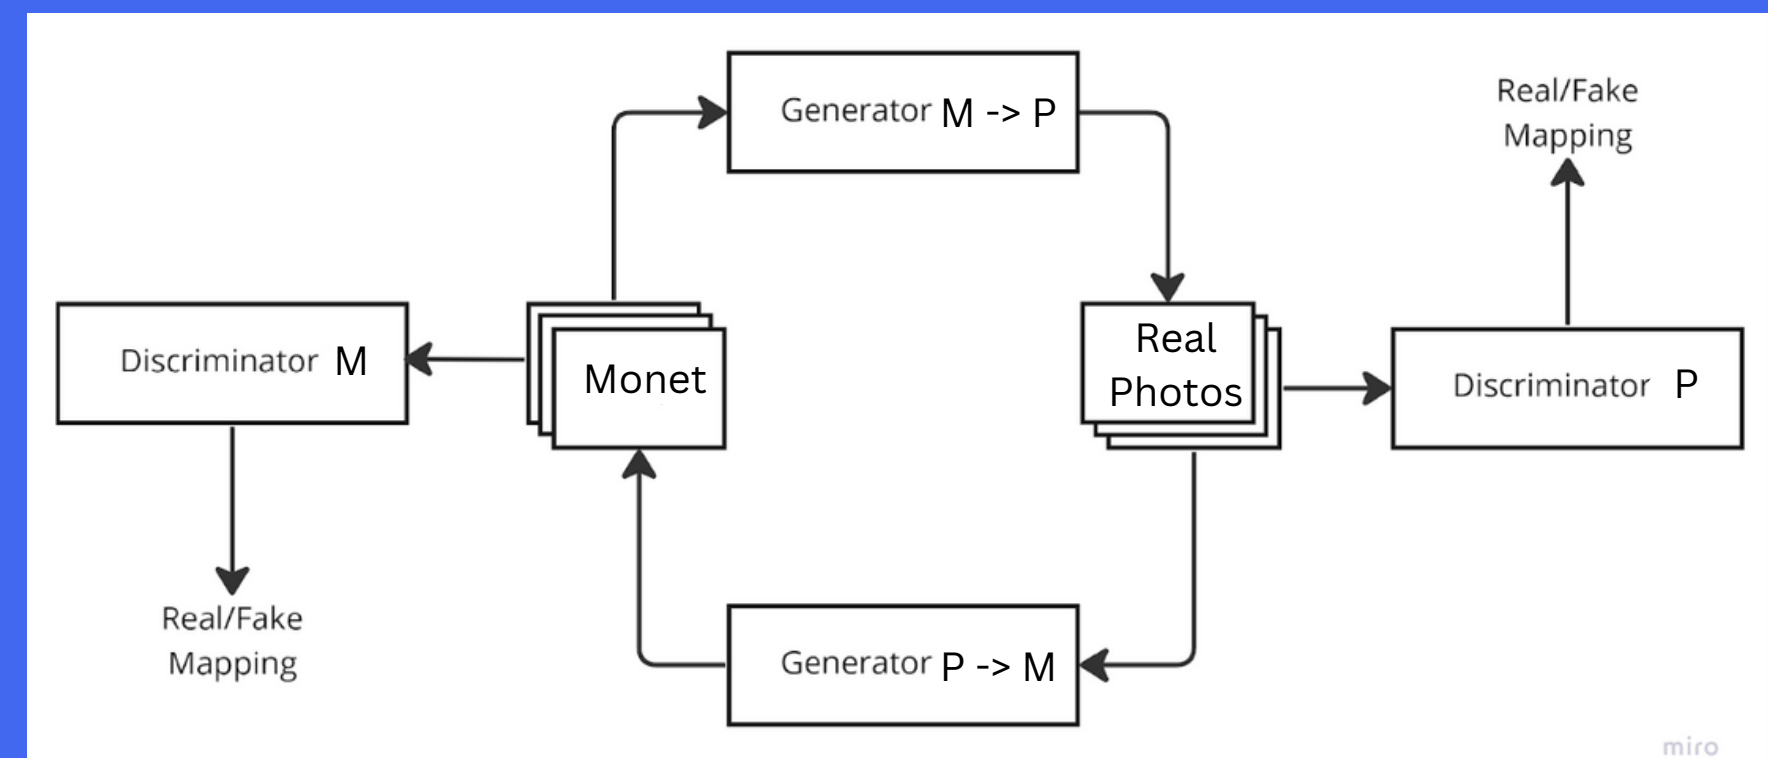 Generator M -> P
Real/Fake
Mapping
Discriminator M
Monet
Real
Photos
Discriminator P
Real/Fake
Mapping
Generator P -> M
miro